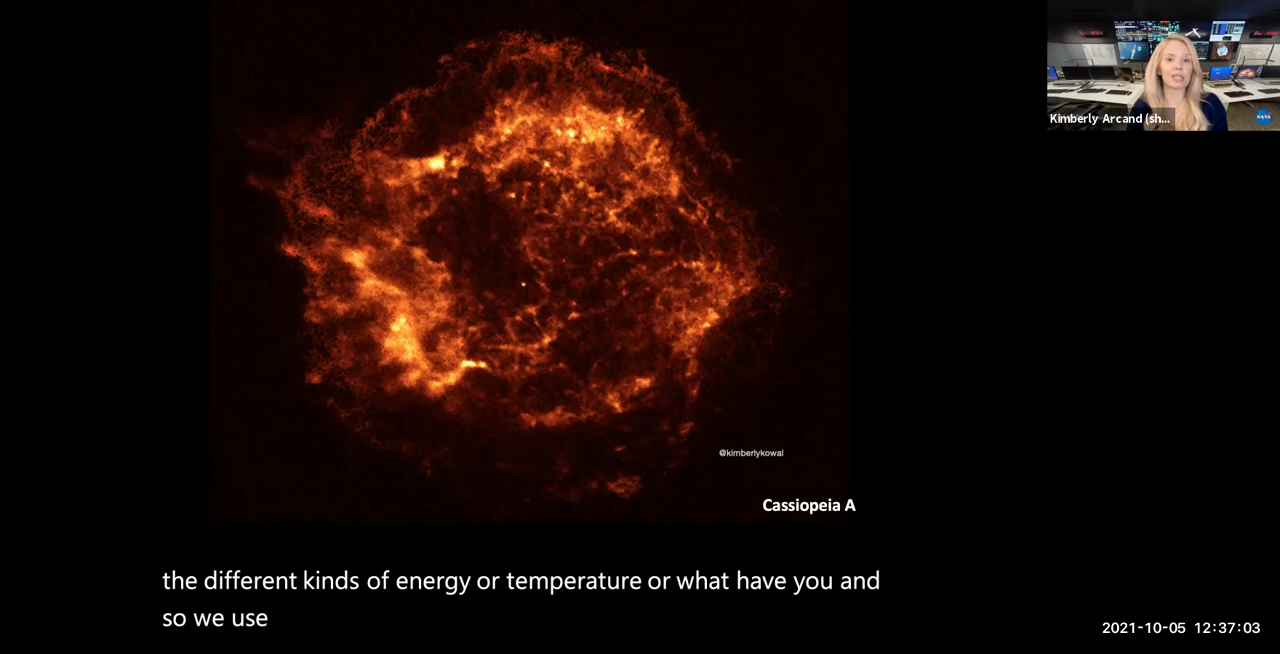 Kimberly Arcand (sh...
NASA
@kimberlykowal
Cassiopeia A
the different kinds of energy or temperature or what have you and
so we use
2021-10-05 12:37:03